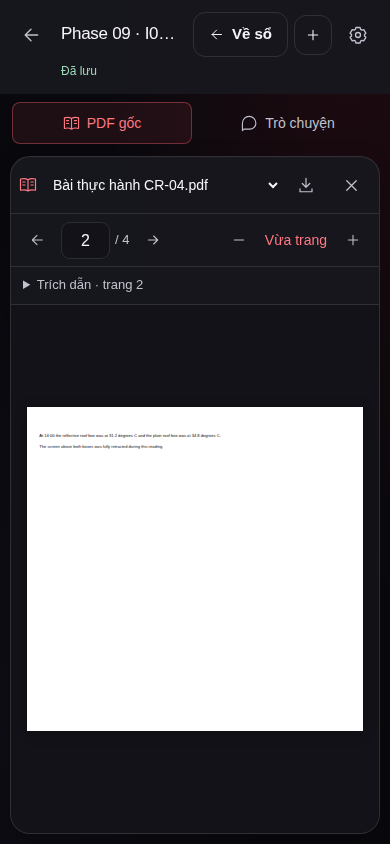 Phase 09 · I0…
Về sổ
Đã lưu
PDF gốc
Trò chuyện
Bài thực hành CR-04.pdf
2 / 4
Vừa trang
Trích dẫn · trang 2
At 14:00 the reflective roof box was at 31.2 degrees C and the plain roof box was at 34.8 degrees C.
The screen above both boxes was fully retracted during this reading.